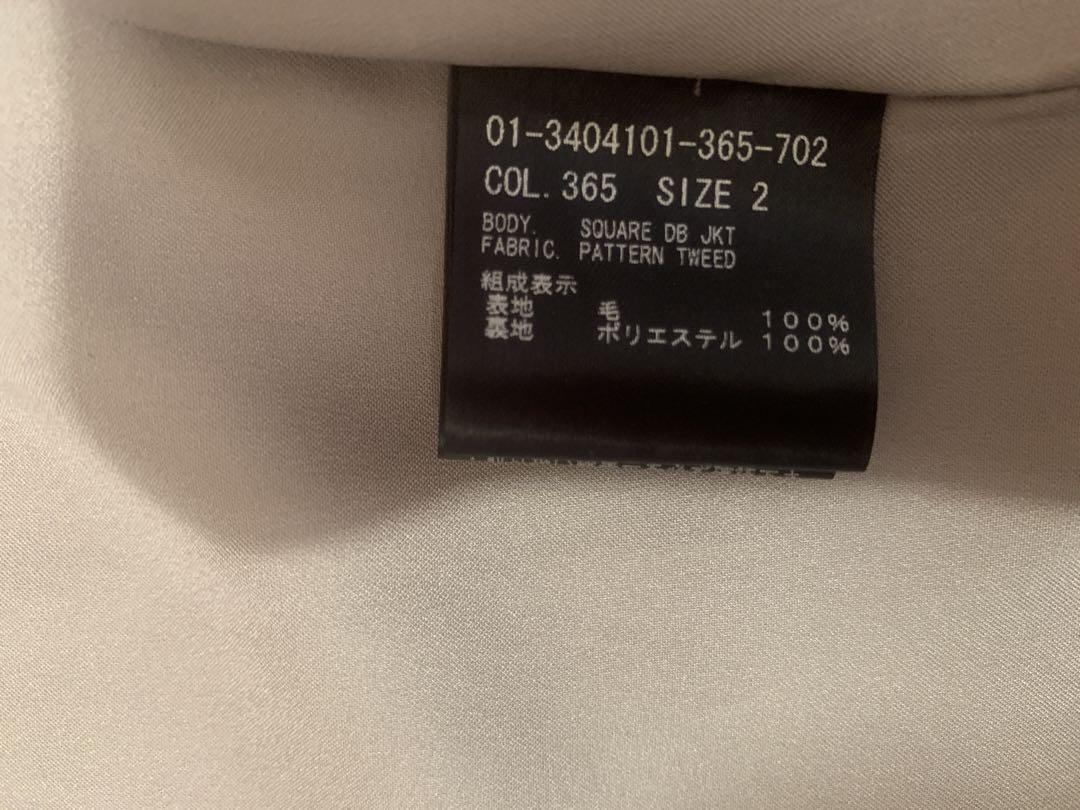 01-3404101-365-702
COL. 365 SIZE 2
BODY. SQUARE DB JKT
FABRIC. PATTERN TWEED
組成表示
表地 毛 100%
裏地 ポリエステル 100%